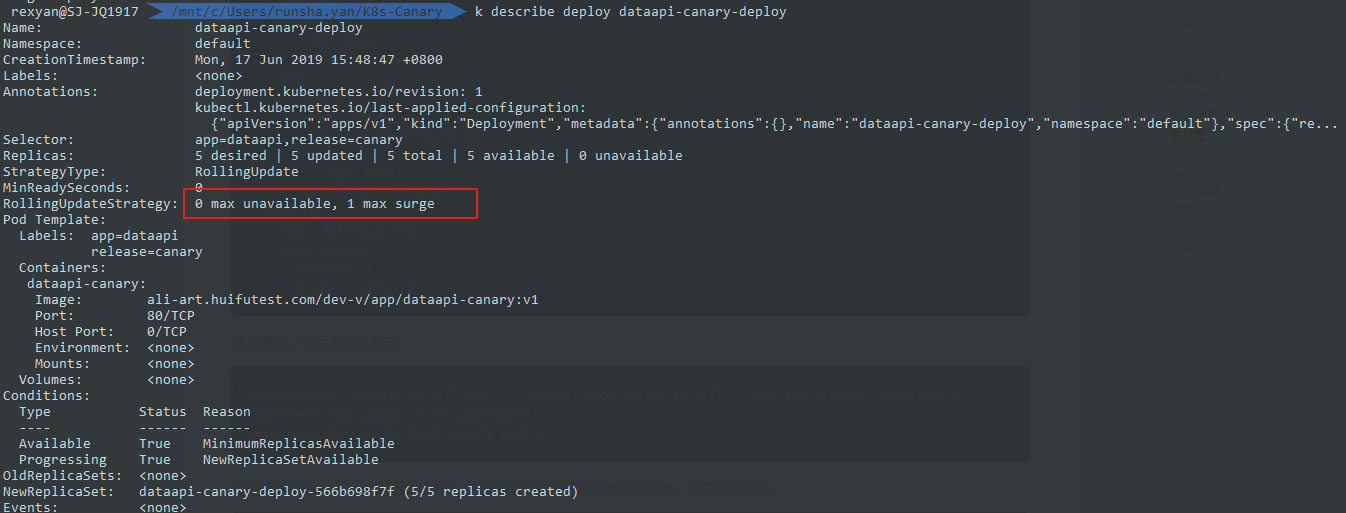 rexyan@SJ-JQ1917 /mnt/c/Users/runsha.yan/K8s-Canary k describe deploy dataapi-canary-deploy
Name: dataapi-canary-deploy
Namespace: default
CreationTimestamp: Mon, 17 Jun 2019 15:48:47 +0800
Labels: <none>
Annotations: deployment.kubernetes.io/revision: 1
kubectl.kubernetes.io/last-applied-configuration:
{"apiVersion":"apps/v1","kind":"Deployment","metadata":{"annotations":{},"name":"dataapi-canary-deploy","namespace":"default"},"spec":{"re...
Selector: app=dataapi,release=canary
Replicas: 5 desired | 5 updated | 5 total | 5 available | 0 unavailable
StrategyType: RollingUpdate
MinReadySeconds: 0
RollingUpdateStrategy: 0 max unavailable, 1 max surge
Pod Template:
Labels: app=dataapi
release=canary
Containers:
dataapi-canary:
Image: ali-art.huifutest.com/dev-v/app/dataapi-canary:v1
Port: 80/TCP
Host Port: 0/TCP
Environment: <none>
Mounts: <none>
Volumes: <none>
Conditions:
Type Status Reason
---- ------ ------
Available True MinimumReplicasAvailable
Progressing True NewReplicaSetAvailable
OldReplicaSets: <none>
NewReplicaSet: dataapi-canary-deploy-566b698f7f (5/5 replicas created)
Events: <none>